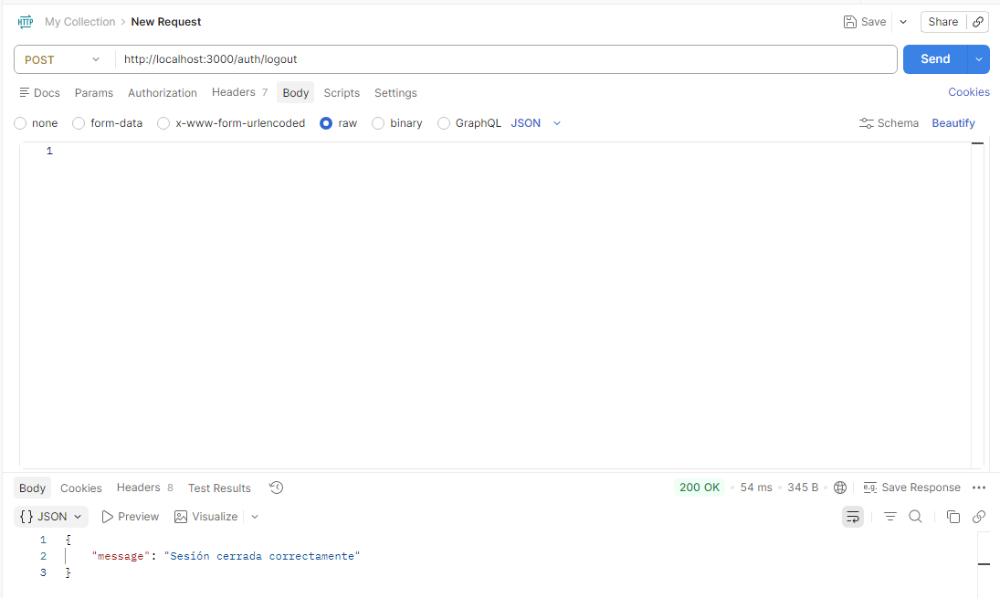 HTTP My Collection > New Request Save Share
POST http://localhost:3000/auth/logout Send
Docs Params Authorization Headers 7 Body Scripts Settings Cookies
none form-data x-www-form-urlencoded raw binary GraphQL JSON Schema Beautify
1
Body Cookies Headers 8 Test Results 200 OK • 54 ms • 345 B • e.g. Save Response •••
{} JSON Preview Visualize
1 {
2 "message": "Sesión cerrada correctamente"
3 }